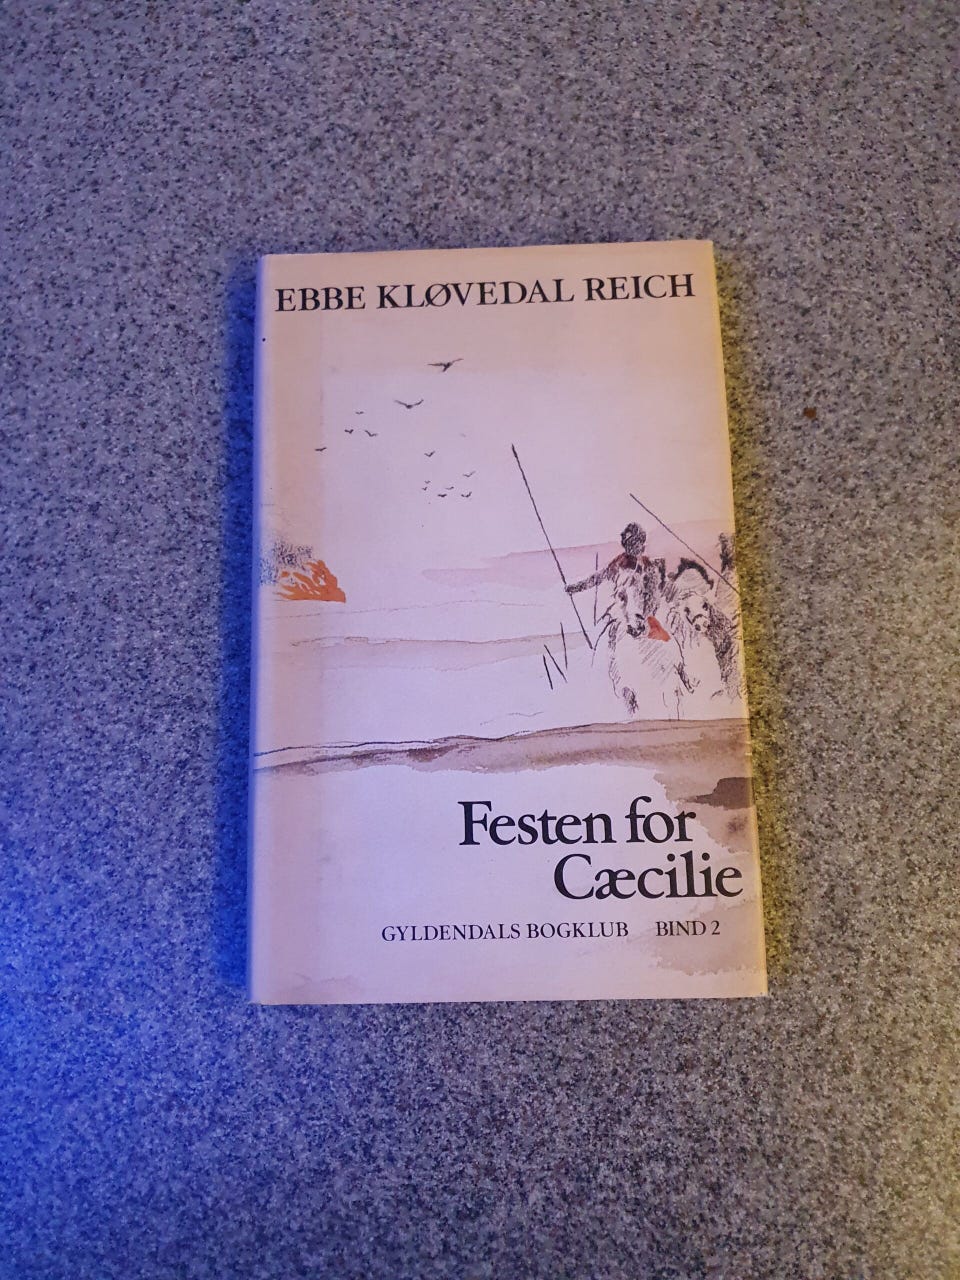 EBBE KLØVEDAL REICH
Festen for
Cæcilie
GYLDENDALS BOGKLUB BIND 2